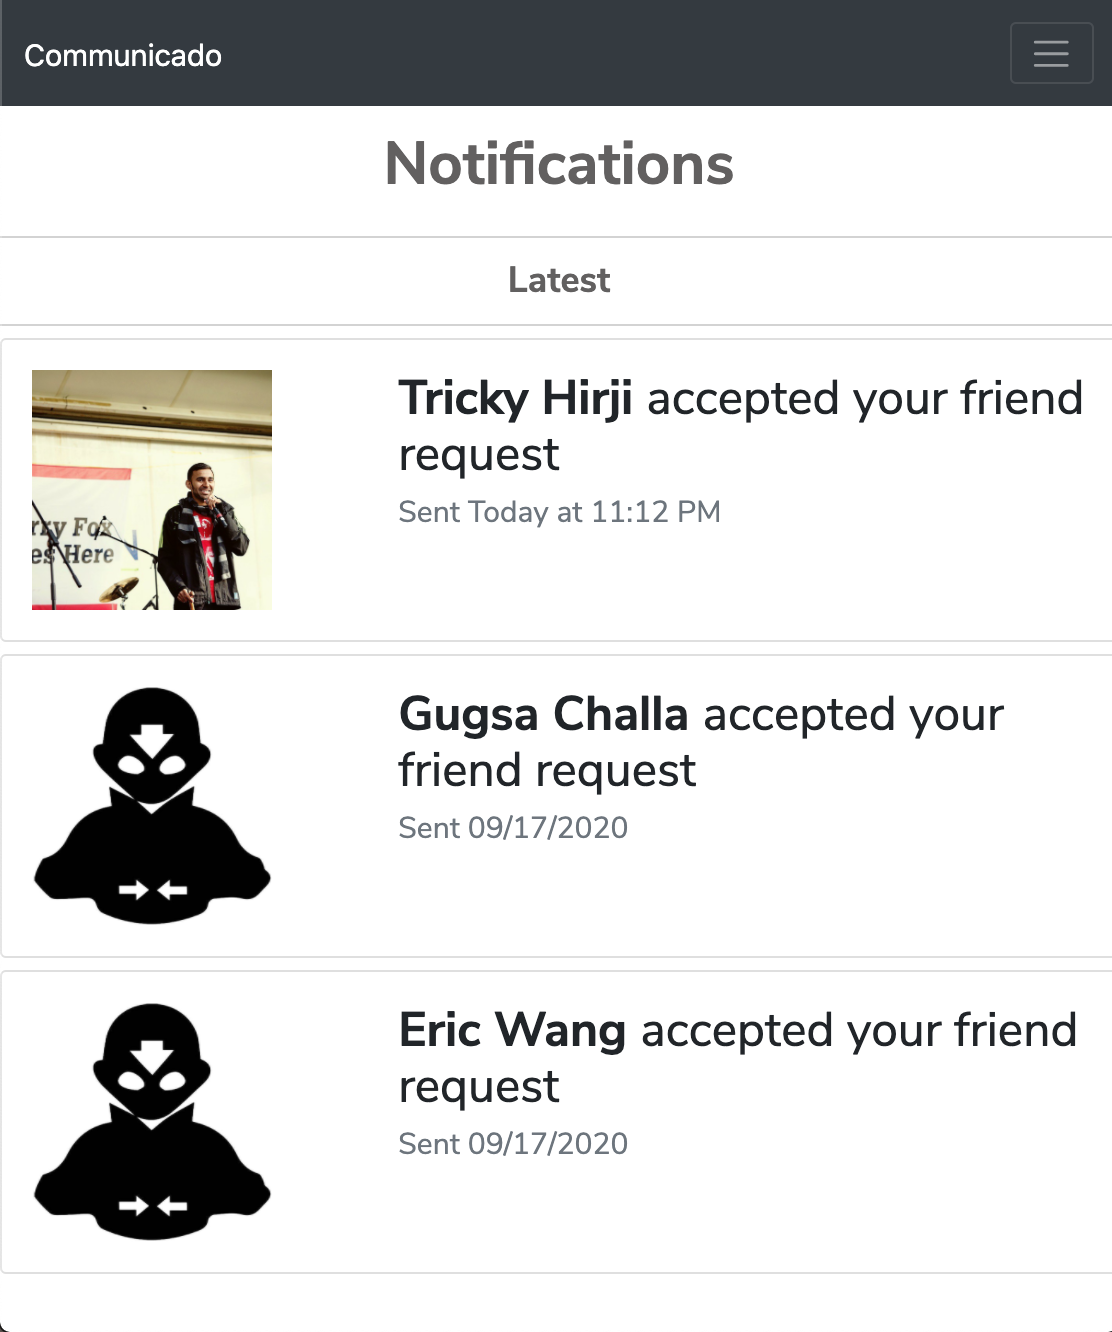 Communicado
Notifications
Latest
Tricky Hirji accepted your friend
request
Sent Today at 11:12 PM
rry Fox
es Here
Gugsa Challa accepted your
friend request
Sent 09/17/2020
Eric Wang accepted your friend
request
Sent 09/17/2020